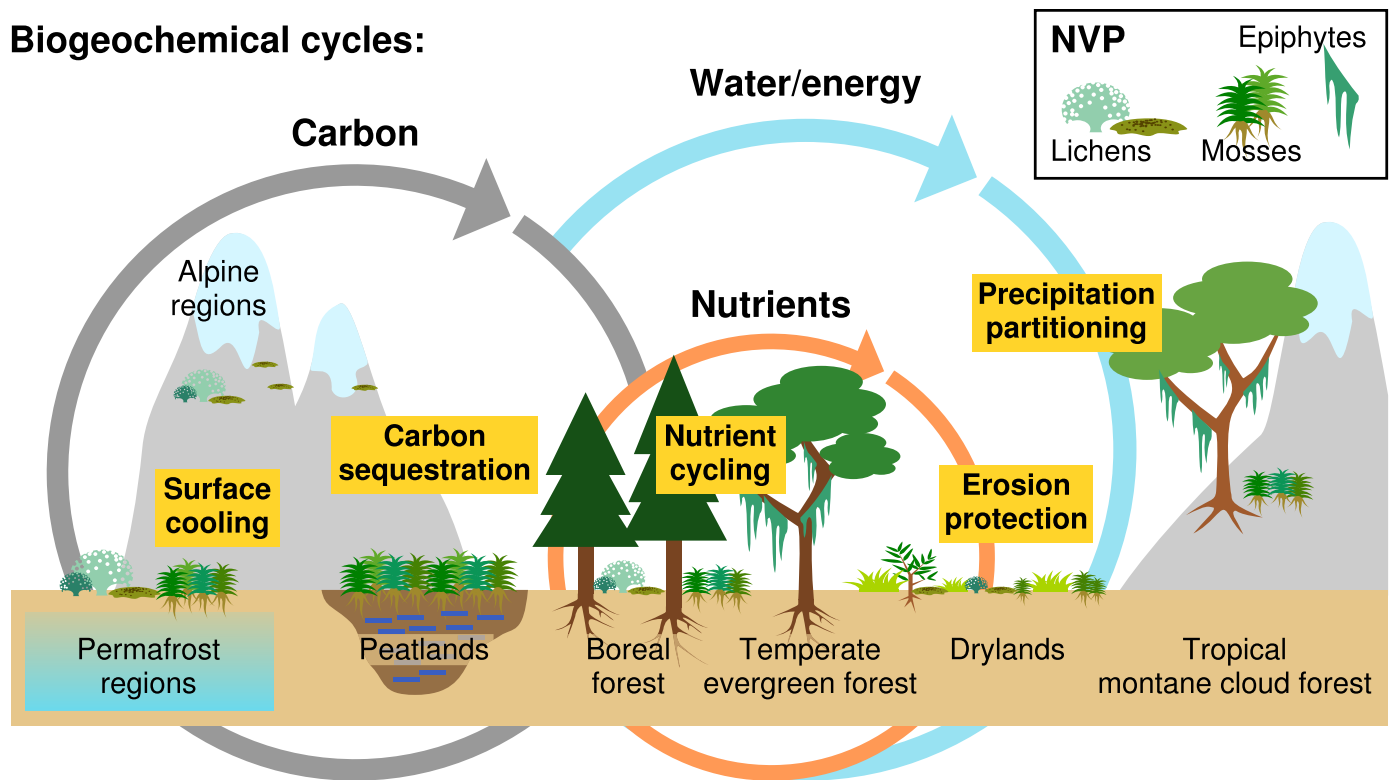 Biogeochemical cycles:
NVP
Epiphytes
Lichens
Mosses
Water/energy
Carbon
Nutrients
Alpine
regions
Precipitation
partitioning
Carbon
sequestration
Nutrient
cycling
Surface
cooling
Erosion
protection
Permafrost
regions
Peatlands
Boreal
forest
Temperate
evergreen forest
Drylands
Tropical
montane cloud forest